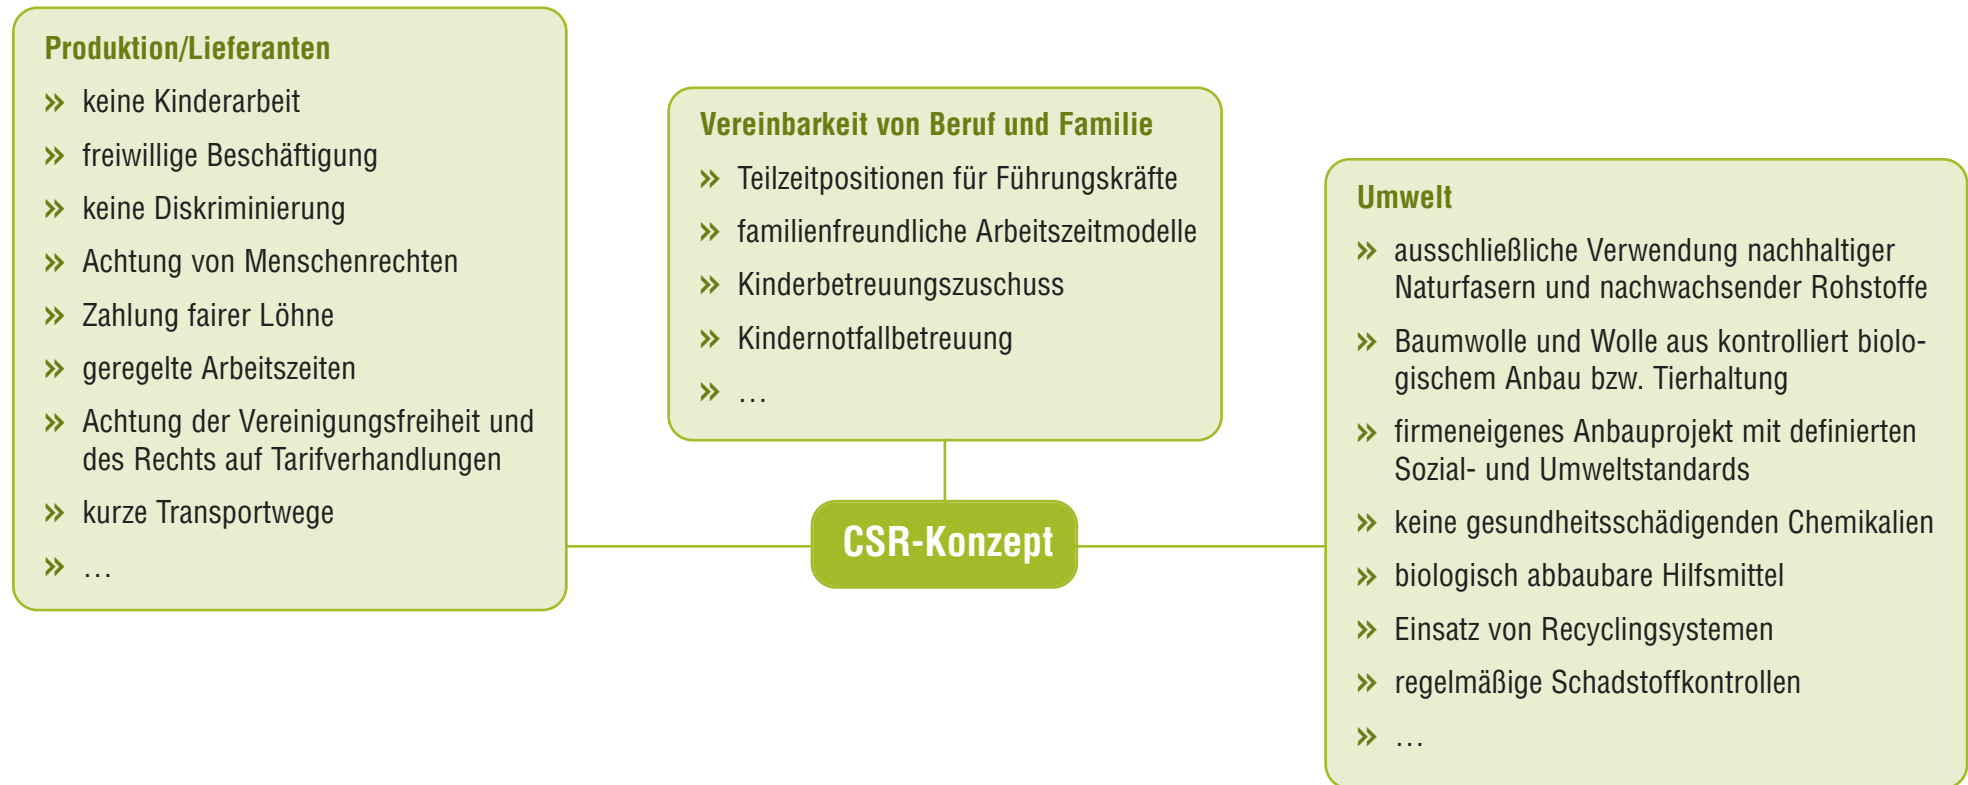 Produktion/Lieferanten
» keine Kinderarbeit
» freiwillige Beschäftigung
» keine Diskriminierung
» Achtung von Menschenrechten
» Zahlung fairer Löhne
» geregelte Arbeitszeiten
» Achtung der Vereinigungsfreiheit und
des Rechts auf Tarifverhandlungen
» kurze Transportwege
» …
Vereinbarkeit von Beruf und Familie
» Teilzeitpositionen für Führungskräfte
» familienfreundliche Arbeitszeitmodelle
» Kinderbetreuungszuschuss
» Kindernotfallbetreuung
» …
CSR-Konzept
Umwelt
» ausschließliche Verwendung nachhaltiger
Naturfasern und nachwachsender Rohstoffe
» Baumwolle und Wolle aus kontrolliert biolo-
gischem Anbau bzw. Tierhaltung
» firmeneigenes Anbauprojekt mit definierten
Sozial- und Umweltstandards
» keine gesundheitsschädigenden Chemikalien
» biologisch abbaubare Hilfsmittel
» Einsatz von Recyclingsystemen
» regelmäßige Schadstoffkontrollen
» …